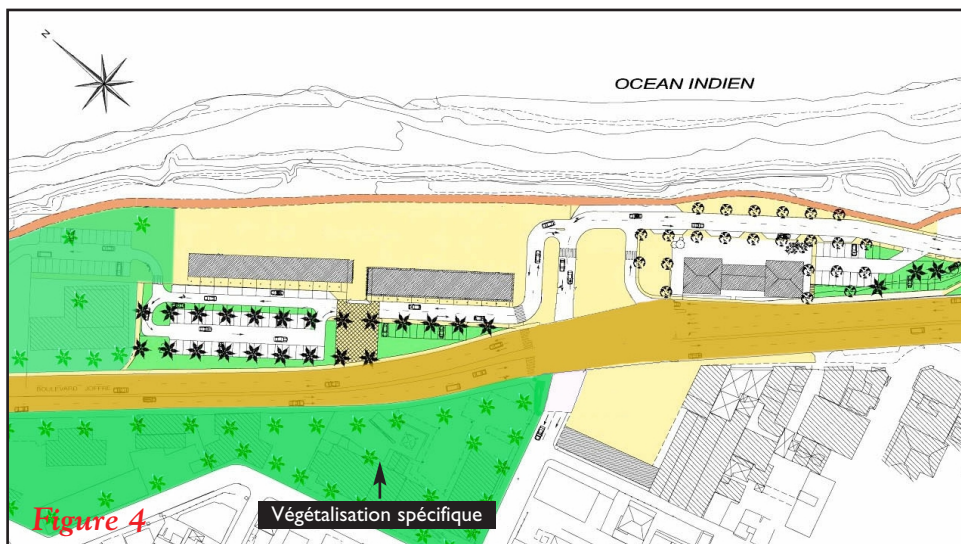 N
OCEAN INDIEN
BOULEVARD JOFFRE
Végétalisation spécifique
Figure 4